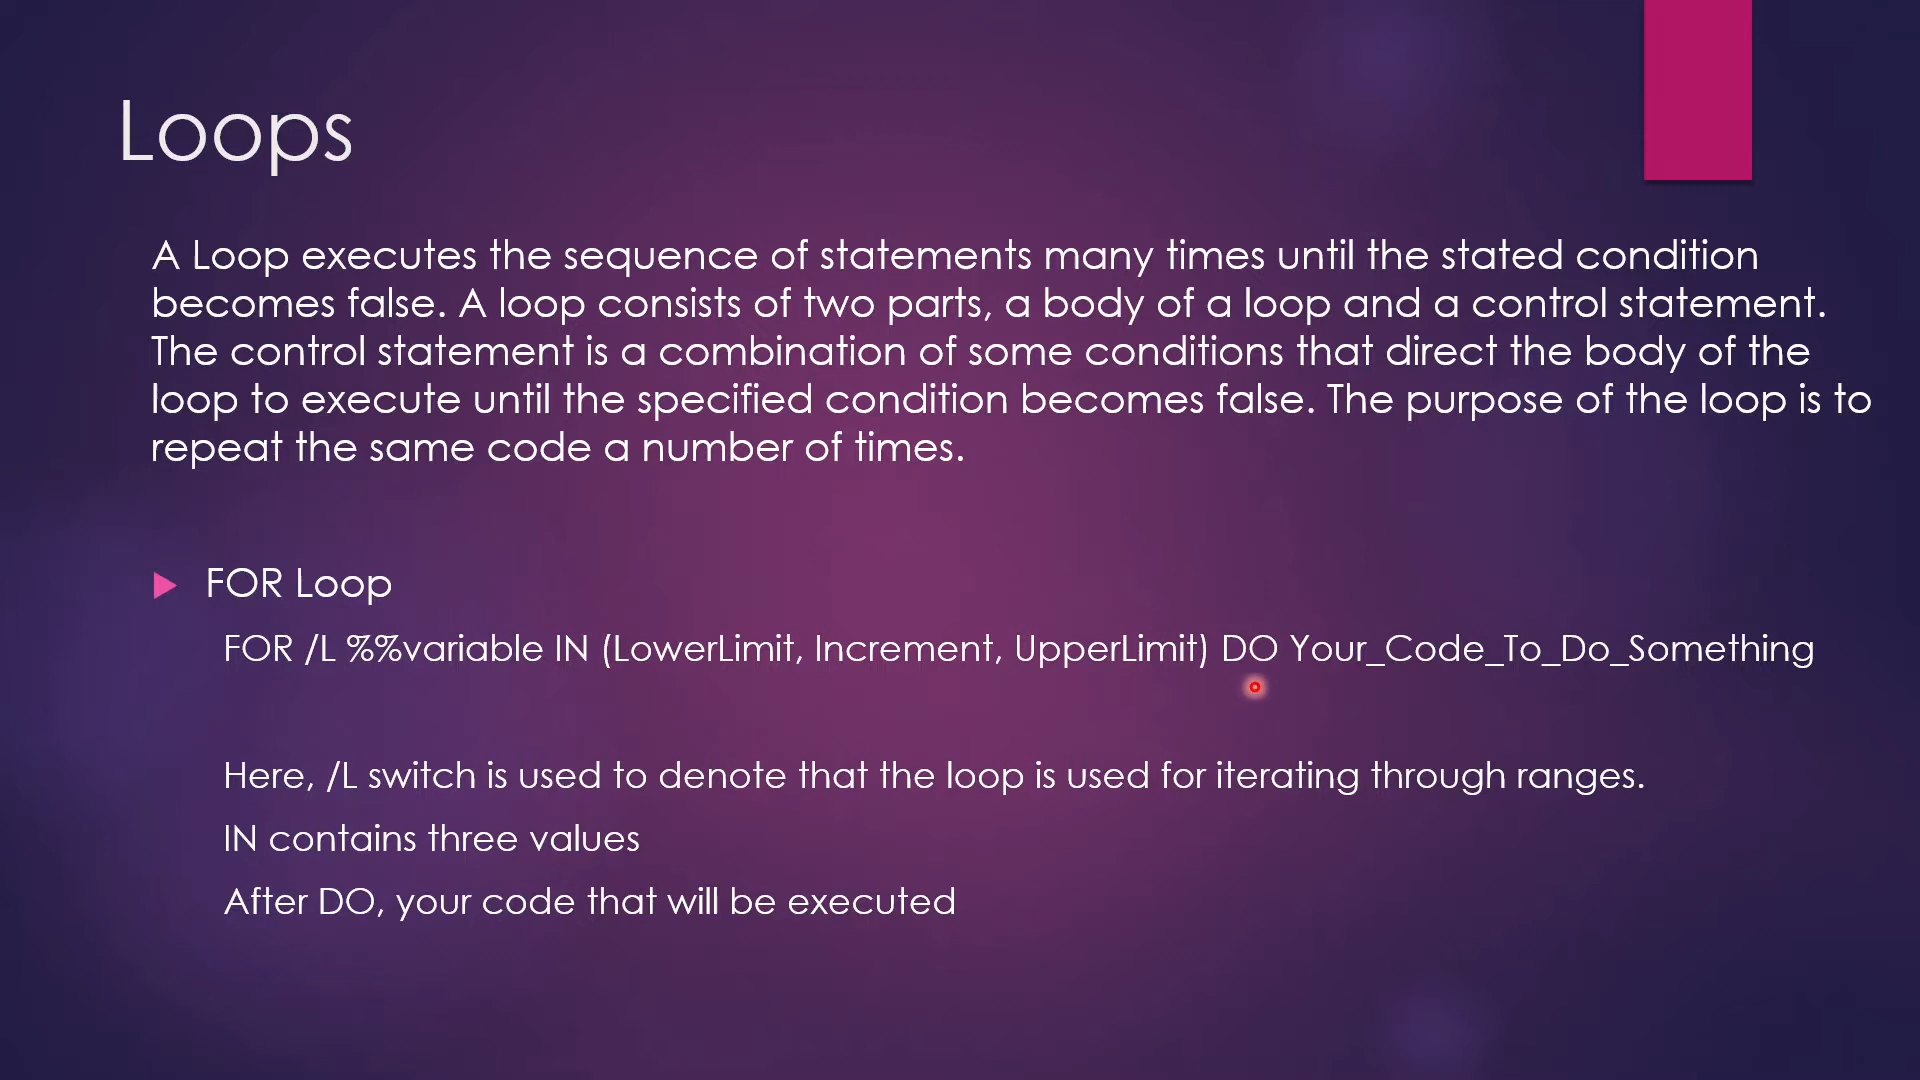 Loops
A Loop executes the sequence of statements many times until the stated condition
becomes false. A loop consists of two parts, a body of a loop and a control statement.
The control statement is a combination of some conditions that direct the body of the
loop to execute until the specified condition becomes false. The purpose of the loop is to
repeat the same code a number of times.
FOR Loop
FOR /L %%variable IN (LowerLimit, Increment, UpperLimit) DO Your_Code_To_Do_Something
Here, /L switch is used to denote that the loop is used for iterating through ranges.
IN contains three values
After DO, your code that will be executed